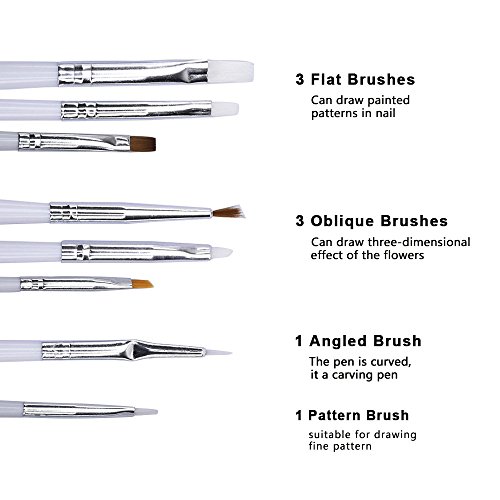 3 Flat Brushes
Can draw painted
patterns in nail
3 Oblique Brushes
Can draw three-dimensional
effect of the flowers
1 Angled Brush
The pen is curved,
it a carving pen
1 Pattern Brush
suitable for drawing
fine pattern